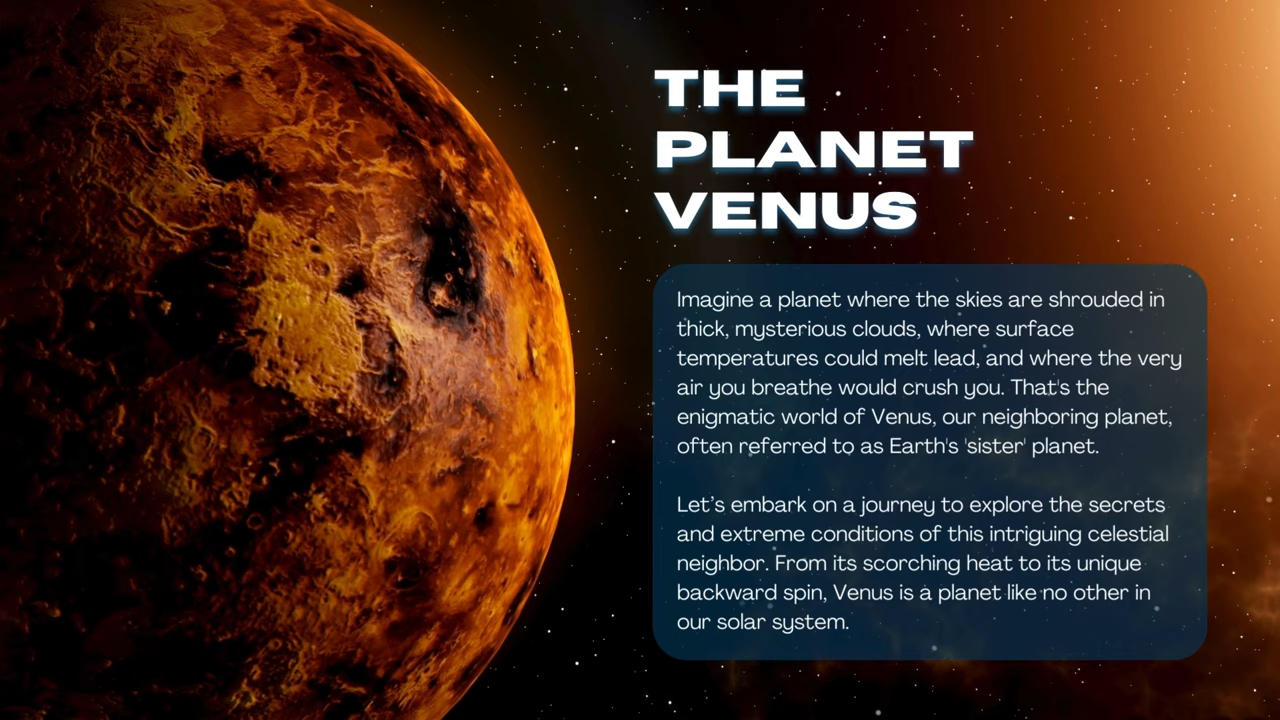 THE
PLANET
VENUS
Imagine a planet where the skies are shrouded in
thick, mysterious clouds, where surface
temperatures could melt lead, and where the very
air you breathe would crush you. That's the
enigmatic world of Venus, our neighboring planet,
often referred to as Earth's 'sister' planet.
Let’s embark on a journey to explore the secrets
and extreme conditions of this intriguing celestial
neighbor. From its scorching heat to its unique
backward spin, Venus is a planet like no other in
our solar system.